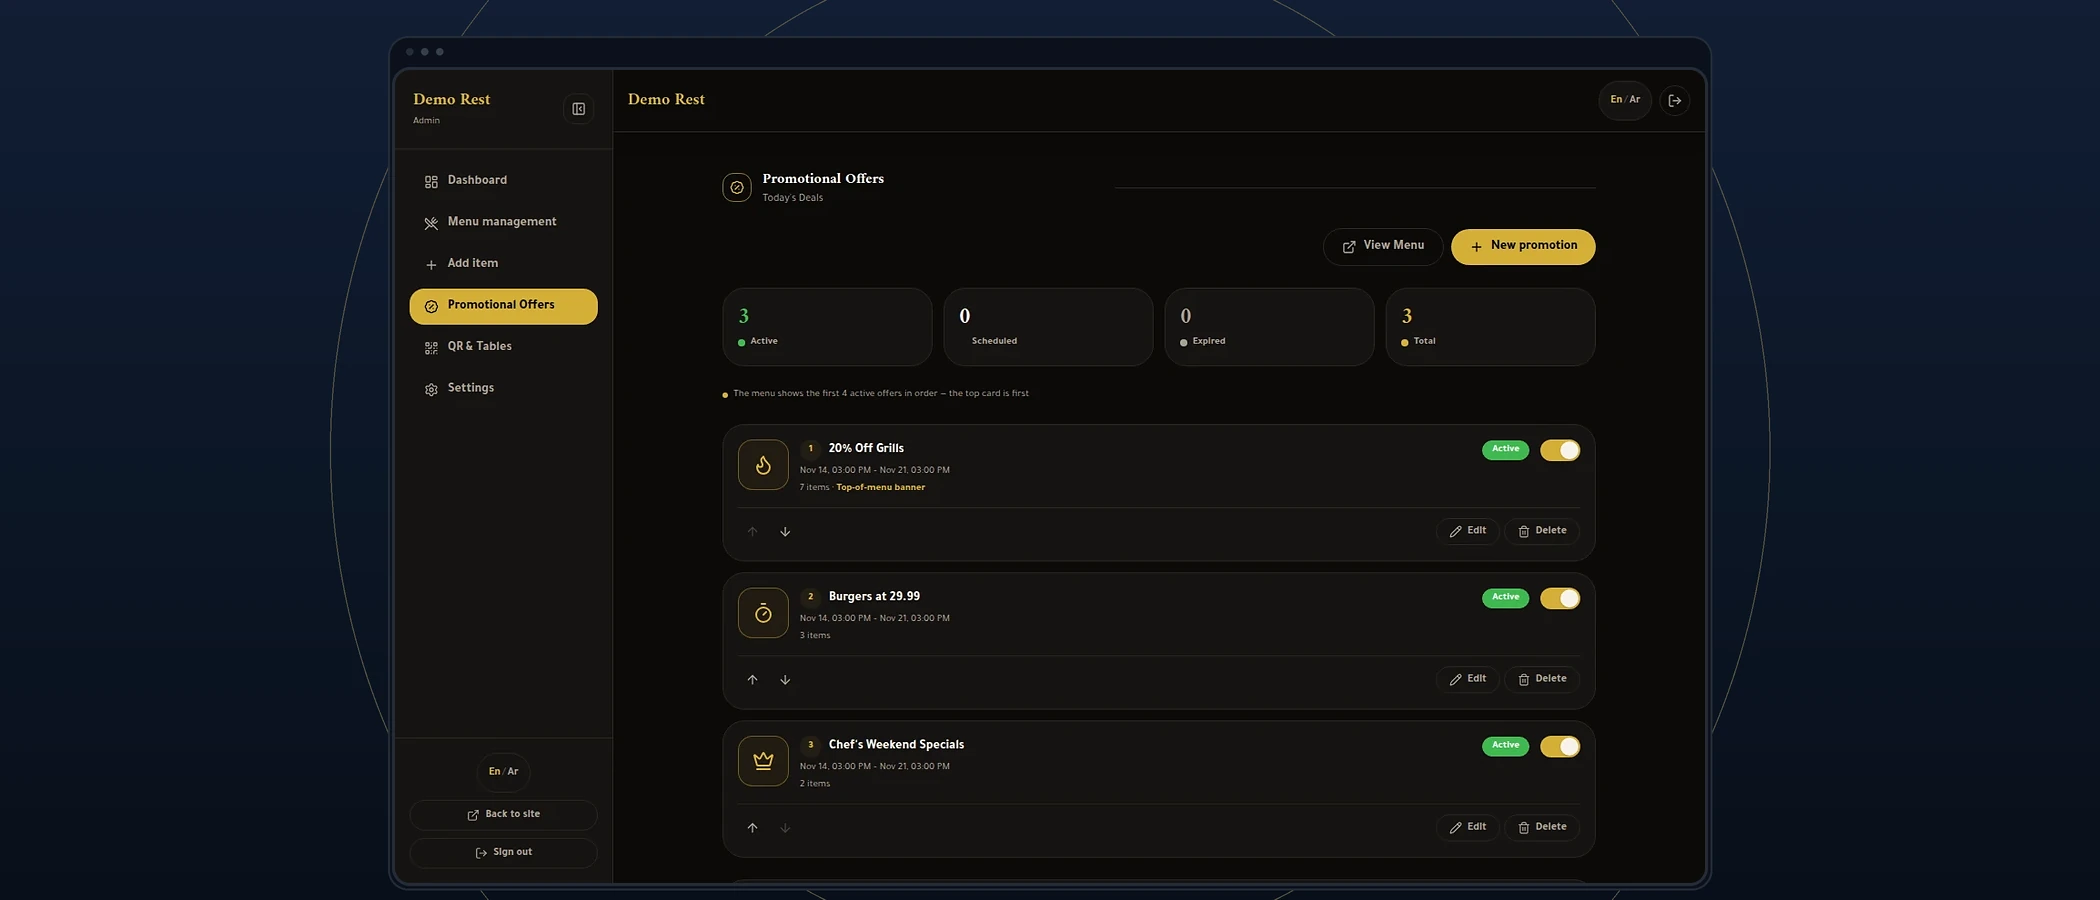 Demo Rest
Admin
Dashboard
Menu management
Add item
Promotional Offers
QR & Tables
Settings
En / Ar
Back to site
Sign out
Demo Rest
En / Ar
Promotional Offers
Today's Deals
View Menu
New promotion
3
Active
0
Scheduled
0
Expired
3
Total
The menu shows the first 4 active offers in order – the top card is first
1 20% Off Grills
Active
Nov 14, 03:00 PM - Nov 21, 03:00 PM
7 items · Top-of-menu banner
Edit
Delete
2 Burgers at 29.99
Active
Nov 14, 03:00 PM - Nov 21, 03:00 PM
3 items
Edit
Delete
3 Chef's Weekend Specials
Active
Nov 14, 03:00 PM - Nov 21, 03:00 PM
2 items
Edit
Delete